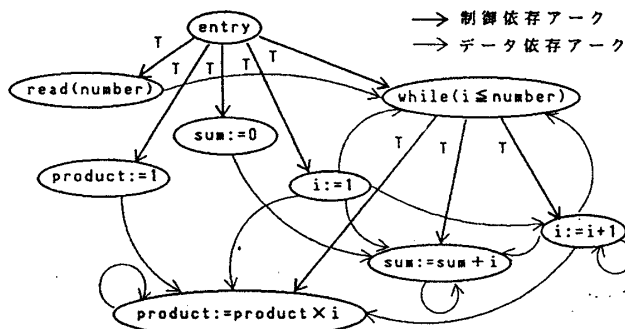 entry
→ 制御依存アーク
→ データ依存アーク
T
T
T
T
T
read(number)
while(i≦number)
sum:=0
T
T
T
product:=1
i:=1
i:=i+1
sum:=sum+i
product:=product×i